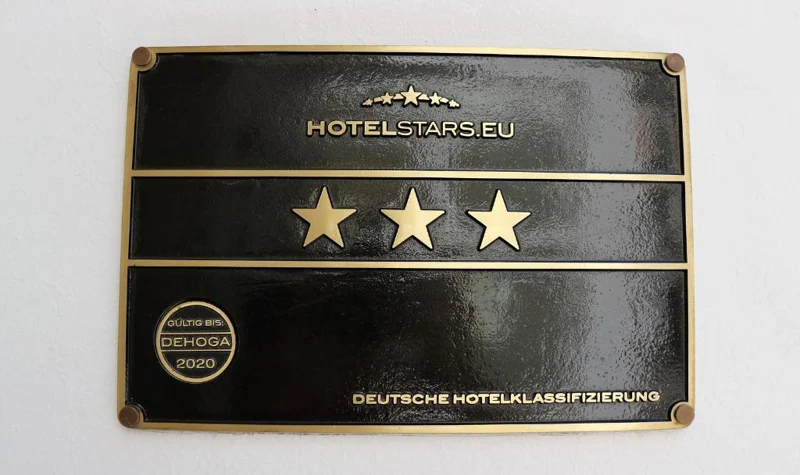 HOTELSTARS.EU
GÜLTIG BIS:
DEHOGA
2020
DEUTSCHE HOTELKLASSIFIZIERUNG